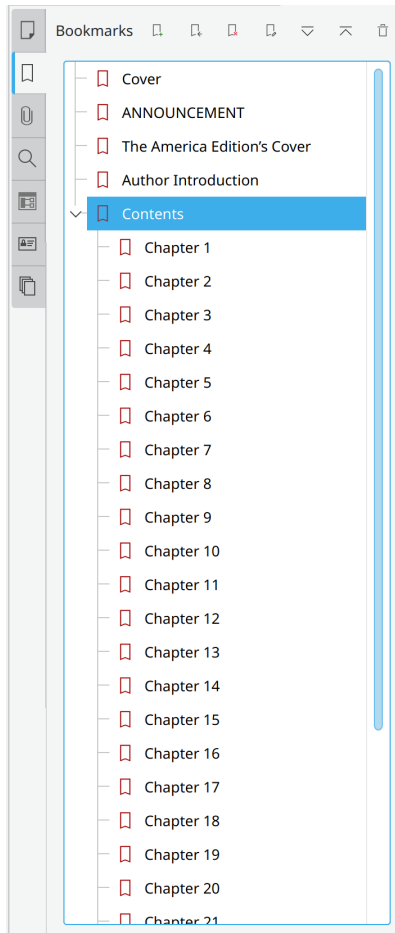 Bookmarks
Cover
ANNOUNCEMENT
The America Edition's Cover
Author Introduction
Contents
Chapter 1
Chapter 2
Chapter 3
Chapter 4
Chapter 5
Chapter 6
Chapter 7
Chapter 8
Chapter 9
Chapter 10
Chapter 11
Chapter 12
Chapter 13
Chapter 14
Chapter 15
Chapter 16
Chapter 17
Chapter 18
Chapter 19
Chapter 20
Chapter 21